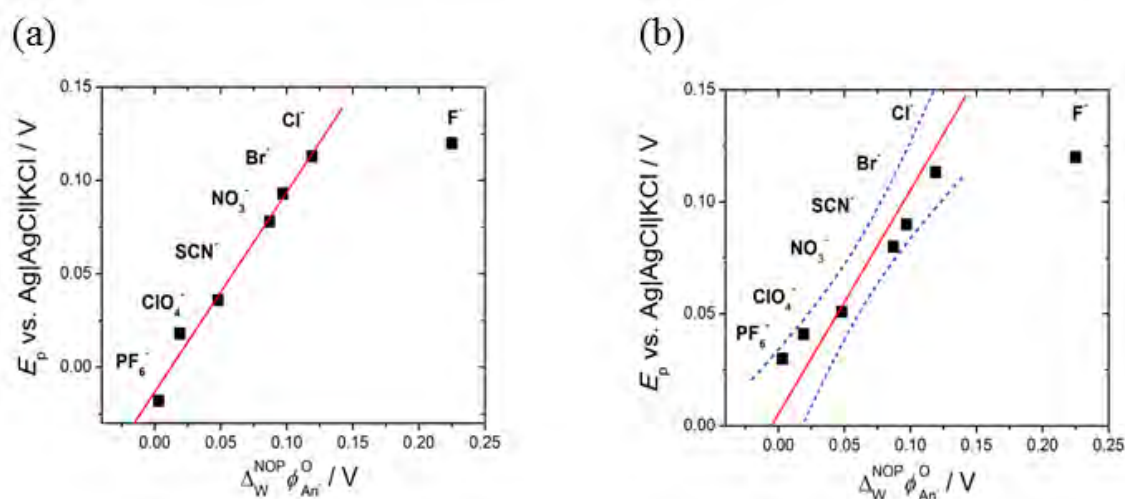 (a)
0.15
0.10
0.05
0.00
E_p vs. Ag|AgCl||KCl / V
PF₆⁻
ClO₄⁻
SCN⁻
NO₃⁻
Br⁻
Cl⁻
F⁻
0.00 0.05 0.10 0.15 0.20 0.25
Δ_W^NOP ϕ_An⁻^O / V
(b)
0.15
0.10
0.05
0.00
E_p vs. Ag|AgCl||KCl / V
PF₆⁻
ClO₄⁻
NO₃⁻
SCN⁻
Br⁻
Cl⁻
F⁻
0.00 0.05 0.10 0.15 0.20 0.25
Δ_W^NOP ϕ_An⁻^O / V